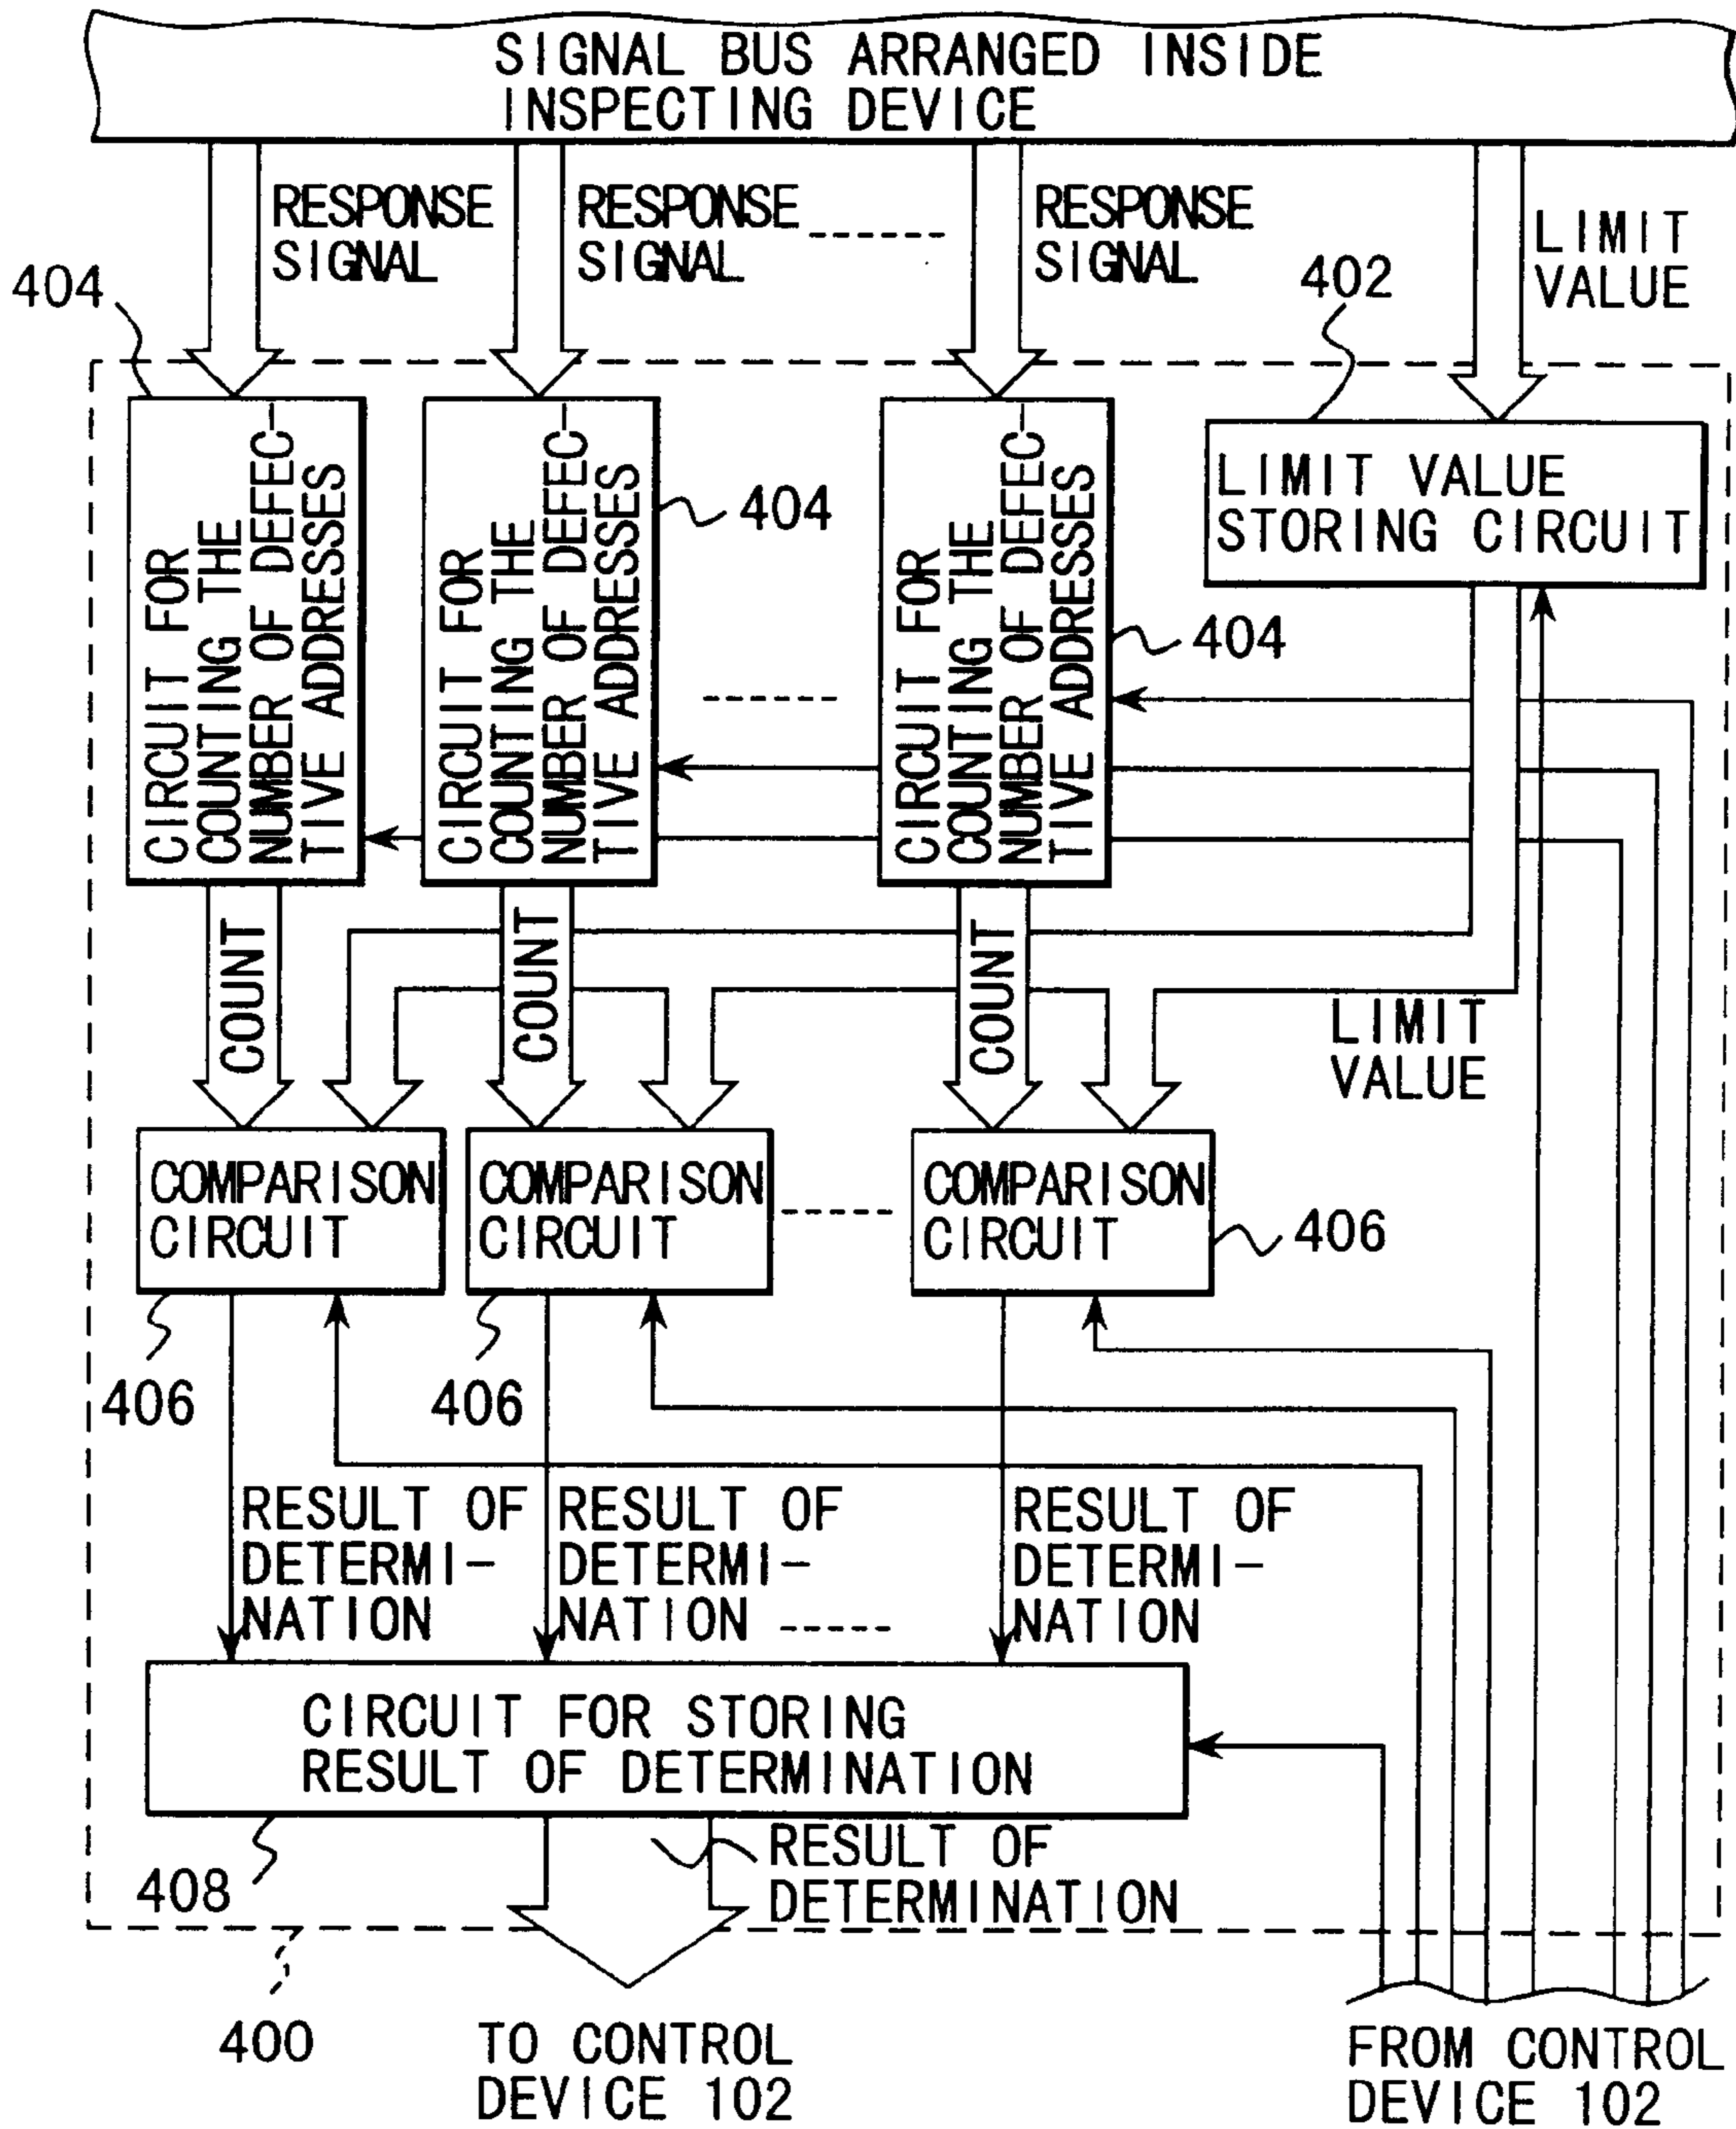 SIGNAL BUS ARRANGED INSIDE
INSPECTING DEVICE
RESPONSE
SIGNAL
RESPONSE
SIGNAL
RESPONSE
SIGNAL
LIMIT
VALUE
404
402
CIRCUIT FOR
COUNTING THE
NUMBER OF DEFEC-
TIVE ADDRESSES
CIRCUIT FOR
COUNTING THE
NUMBER OF DEFEC-
TIVE ADDRESSES
404
CIRCUIT FOR
COUNTING THE
NUMBER OF DEFEC-
TIVE ADDRESSES
404
LIMIT VALUE
STORING CIRCUIT
COUNT
COUNT
COUNT
LIMIT
VALUE
COMPARISON
CIRCUIT
COMPARISON
CIRCUIT
COMPARISON
CIRCUIT
406
406
406
RESULT OF
DETERMI-
NATION
RESULT OF
DETERMI-
NATION
RESULT OF
DETERMI-
NATION
CIRCUIT FOR STORING
RESULT OF DETERMINATION
408
RESULT OF
DETERMINATION
400
TO CONTROL
DEVICE 102
FROM CONTROL
DEVICE 102